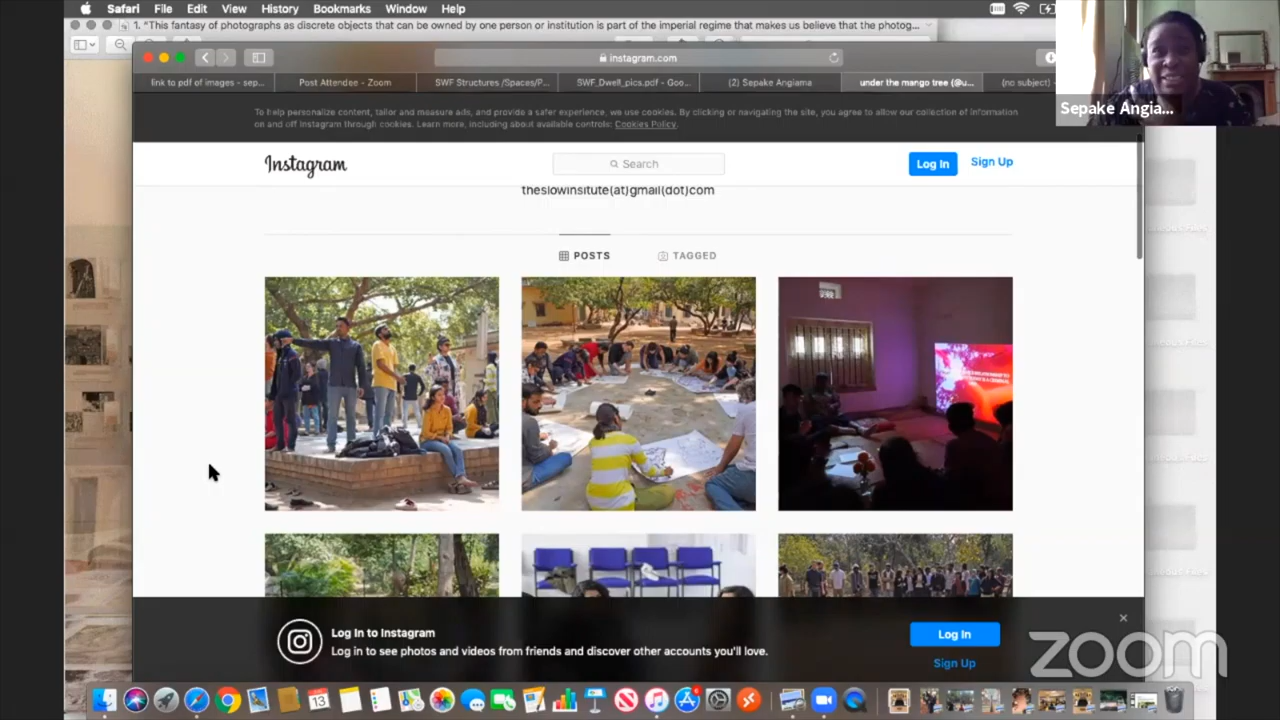 Safari File Edit View History Bookmarks Window Help
1. "This fantasy of photographs as discrete objects that can be owned by one person or institution is part of the imperial regime that makes us believe that the photog...
instagram.com
link to pdf of images - sep...
Post Attendee - Zoom
SWF Structures /Spaces/P...
SWF_Dwell_pics.pdf - Goo...
(2) Sepake Angiama
under the mango tree (@u...
(no subject)
Sepake Angia...
To help personalize content, tailor and measure ads, and provide a safer experience, we use cookies. By clicking or navigating the site, you agree to allow our collection of information
on and off Instagram through cookies. Learn more, including about available controls: Cookies Policy.
Instagram
Search
Log In
Sign Up
theslowinsitute(at)gmail(dot)com
POSTS
TAGGED
Log In to Instagram
Log in to see photos and videos from friends and discover other accounts you'll love.
Log In
Sign Up
zoom
13